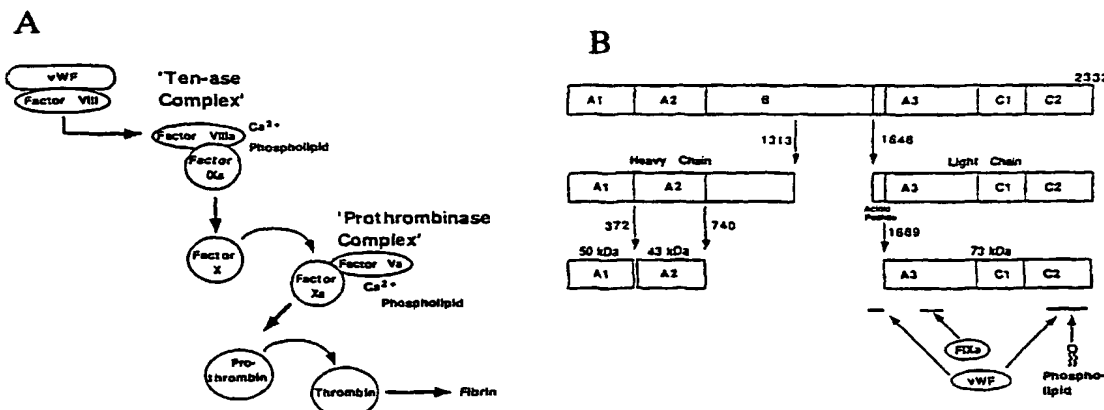 A
vWF
Factor VIII
'Ten-ase
Complex'
Factor VIIIa
Ca2+
Phospholipid
Factor
IXa
Factor
X
'Prothrombinase
Complex'
Factor Va
Factor
Xa
Ca2+
Phospholipid
Pro-
thrombin
Thrombin
Fibrin
B
2332
A1 A2 B A3 C1 C2
1313 1648
Heavy Chain Light Chain
A1 A2 A3 C1 C2
Acidic
Peptide
372 740 1689
50 kDa 43 kDa 73 kDa
A1 A2 A3 C1 C2
FIXa
vWF
Phospho-
lipid